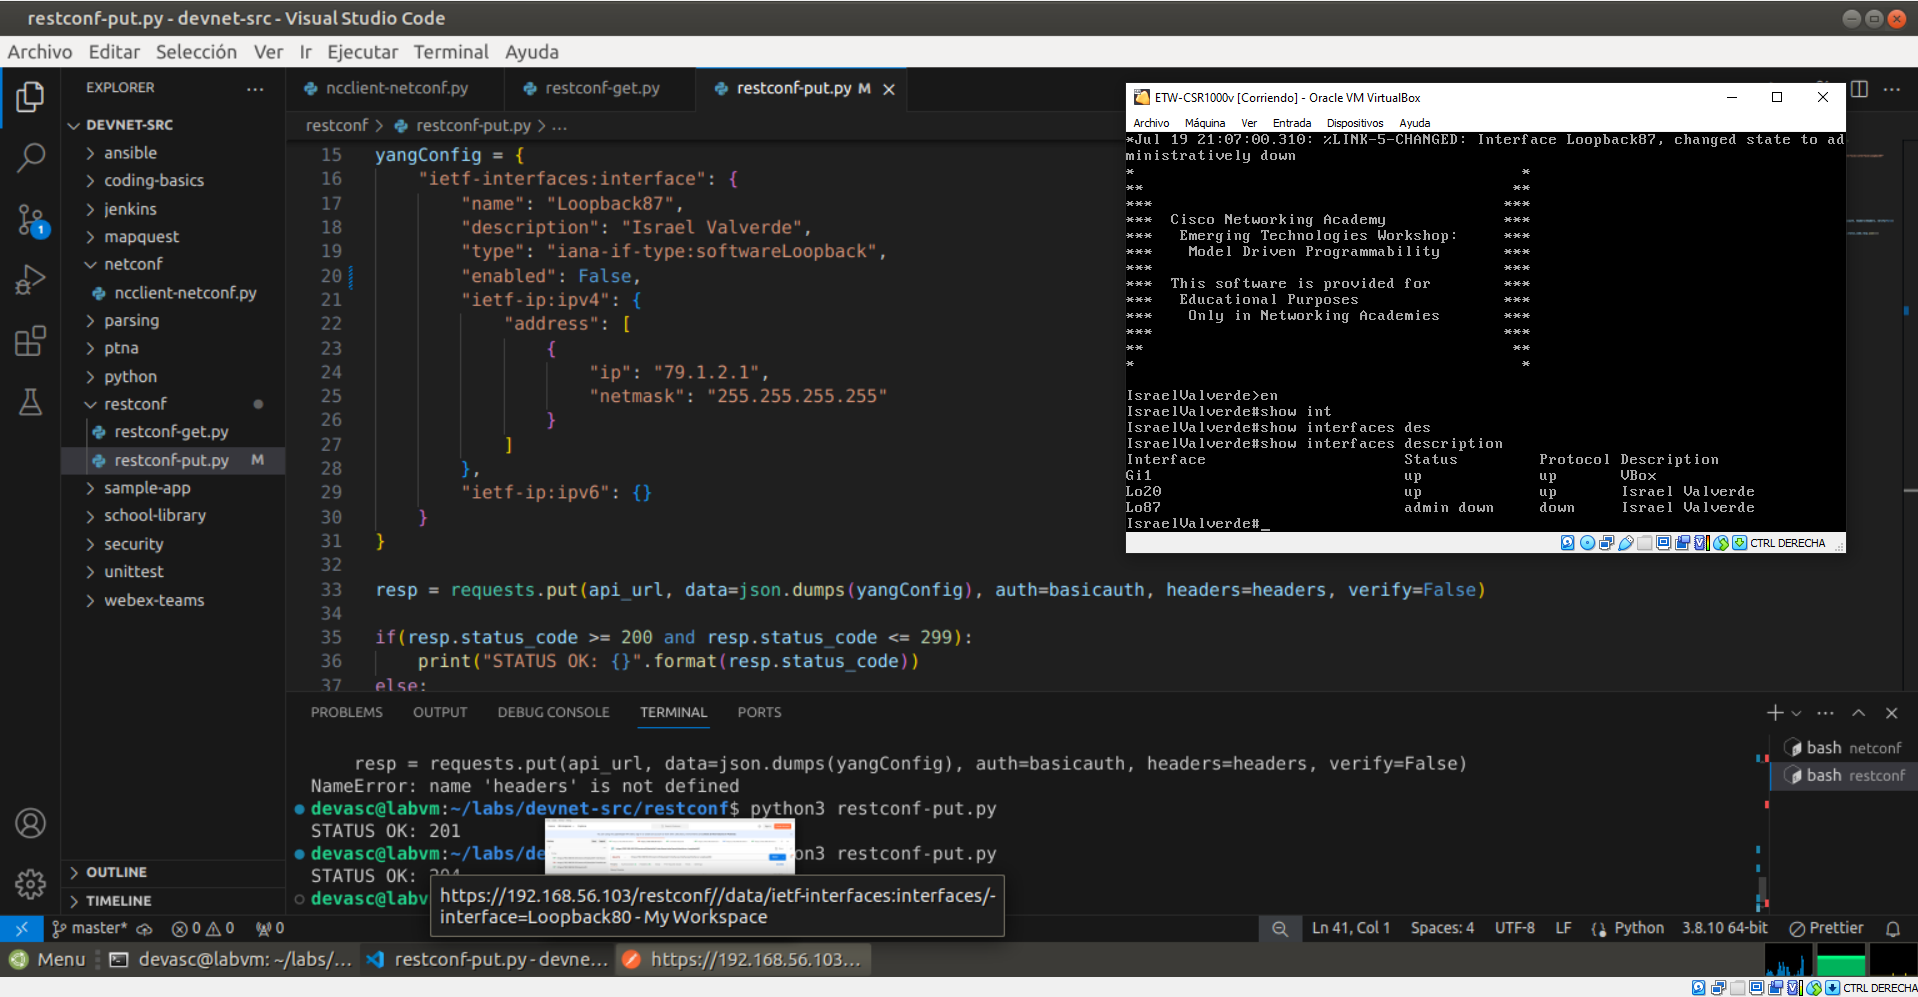 restconf-put.py - devnet-src - Visual Studio Code
Archivo Editar Selección Ver Ir Ejecutar Terminal Ayuda
EXPLORER
DEVNET-SRC
ansible
coding-basics
jenkins
mapquest
netconf
ncclient-netconf.py
parsing
ptna
python
restconf
restconf-get.py
restconf-put.py M
sample-app
school-library
security
unittest
webex-teams
OUTLINE
TIMELINE
1
ncclient-netconf.py restconf-get.py restconf-put.py M
restconf > restconf-put.py > ...
15 yangConfig = {
16 "ietf-interfaces:interface": {
17 "name": "Loopback87",
18 "description": "Israel Valverde",
19 "type": "iana-if-type:softwareLoopback",
20 "enabled": False,
21 "ietf-ip:ipv4": {
22 "address": [
23 {
24 "ip": "79.1.2.1",
25 "netmask": "255.255.255.255"
26 }
27 ]
28 },
29 "ietf-ip:ipv6": {}
30 }
31 }
32
33 resp = requests.put(api_url, data=json.dumps(yangConfig), auth=basicauth, headers=headers, verify=False)
34
35 if(resp.status_code >= 200 and resp.status_code <= 299):
36 print("STATUS OK: {}".format(resp.status_code))
37 else:
ETW-CSR1000v [Corriendo] - Oracle VM VirtualBox
Archivo Máquina Ver Entrada Dispositivos Ayuda
*Jul 19 21:07:00.310: %LINK-5-CHANGED: Interface Loopback87, changed state to ad
ministratively down
* *
** **
*** ***
*** Cisco Networking Academy ***
*** Emerging Technologies Workshop: ***
*** Model Driven Programmability ***
*** ***
*** This software is provided for ***
*** Educational Purposes ***
*** Only in Networking Academies ***
*** ***
** **
* *
IsraelValverde>en
IsraelValverde#show int
IsraelValverde#show interfaces des
IsraelValverde#show interfaces description
Interface Status Protocol Description
Gi1 up up VBox
Lo20 up up Israel Valverde
Lo87 admin down down Israel Valverde
IsraelValverde#_
CTRL DERECHA
PROBLEMS OUTPUT DEBUG CONSOLE TERMINAL PORTS
resp = requests.put(api_url, data=json.dumps(yangConfig), auth=basicauth, headers=headers, verify=False)
NameError: name 'headers' is not defined
devasc@labvm:~/labs/devnet-src/restconf$ python3 restconf-put.py
STATUS OK: 201
devasc@labvm:~/labs/de on3 restconf-put.py
STATUS OK:
devasc@labv
bash netconf
bash restconf
https://192.168.56.103/restconf//data/ietf-interfaces:interfaces/-
interface=Loopback80 - My Workspace
master* 0 0 0 Ln 41, Col 1 Spaces: 4 UTF-8 LF Python 3.8.10 64-bit Prettier
Menu devasc@labvm: ~/labs/... restconf-put.py - devne... https://192.168.56.103...
CTRL DERECHA